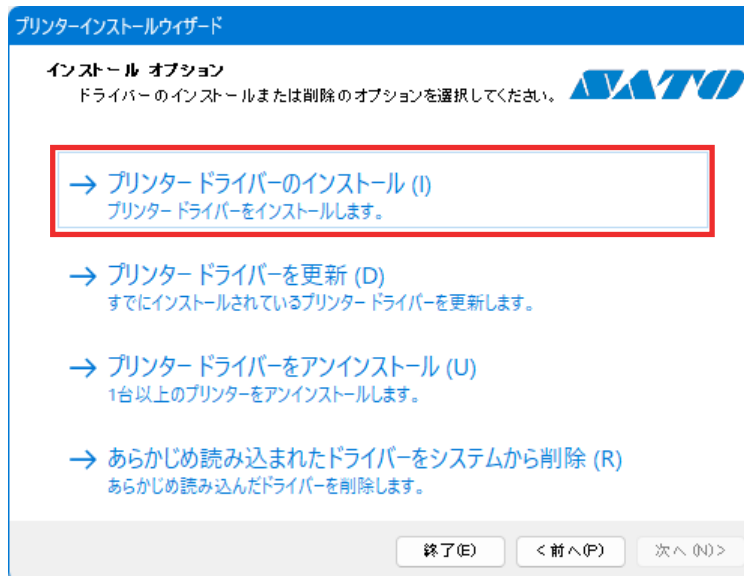 プリンターインストールウィザード
インストール オプション
ドライバーのインストールまたは削除のオプションを選択してください。
SATO
→ プリンター ドライバーのインストール (I)
プリンター ドライバーをインストールします。
→ プリンター ドライバーを更新 (D)
すでにインストールされているプリンター ドライバーを更新します。
→ プリンター ドライバーをアンインストール (U)
1台以上のプリンターをアンインストールします。
→ あらかじめ読み込まれたドライバーをシステムから削除 (R)
あらかじめ読み込んだドライバーを削除します。
終了(E)
<前へ(P)
次へ (N)>